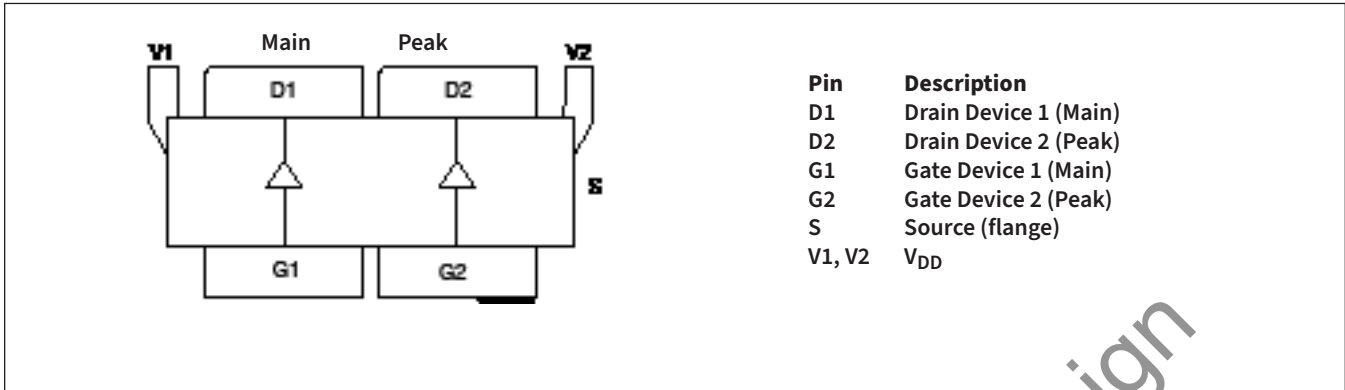 Main Peak
V1 V2
D1 D2
S
G1 G2
Pin Description
D1 Drain Device 1 (Main)
D2 Drain Device 2 (Peak)
G1 Gate Device 1 (Main)
G2 Gate Device 2 (Peak)
S Source (flange)
V1, V2 VDD
ign